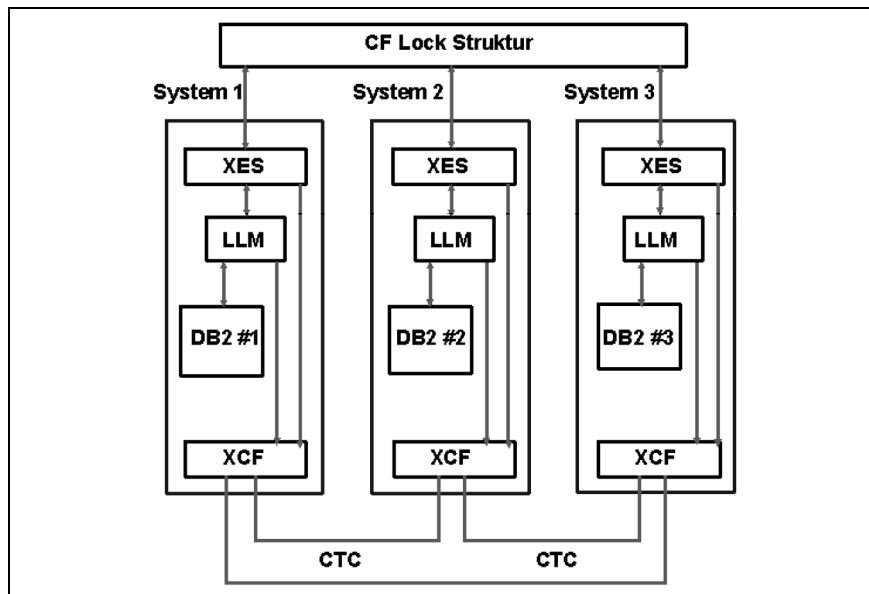 CF Lock Struktur
System 1
System 2
System 3
XES
XES
XES
LLM
LLM
LLM
DB2 #1
DB2 #2
DB2 #3
XCF
XCF
XCF
CTC
CTC